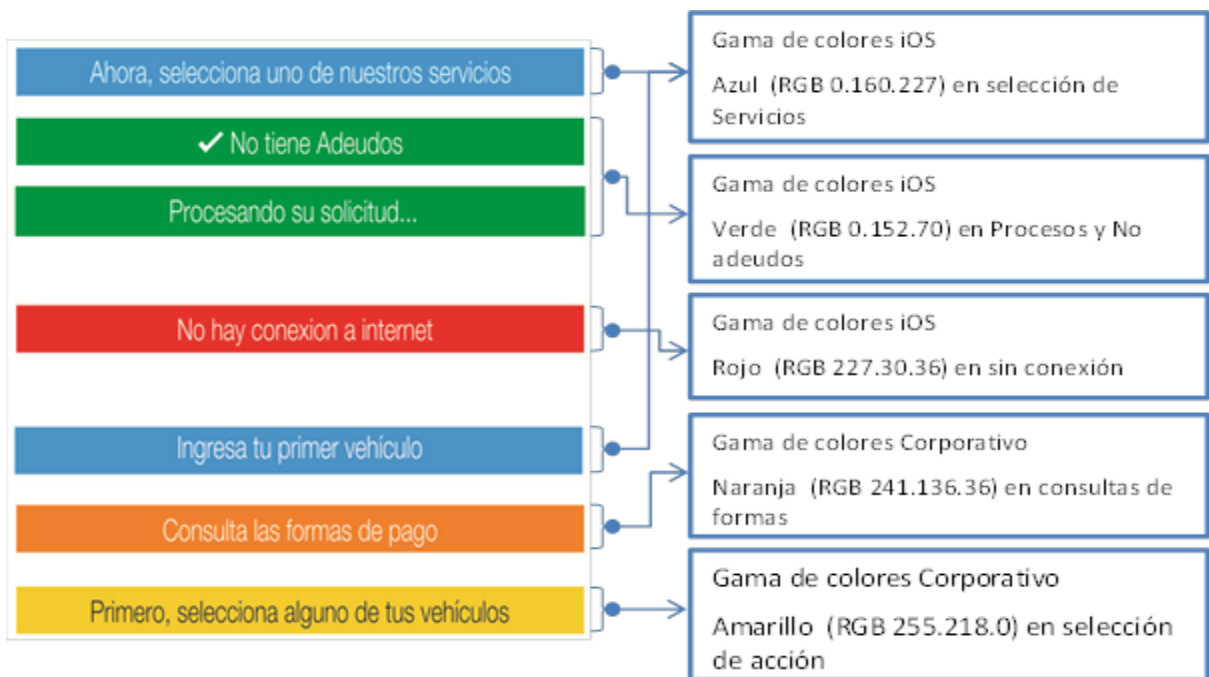 Ahora, selecciona uno de nuestros servicios
✓ No tiene Adeudos
Procesando su solicitud...
No hay conexion a internet
Ingresa tu primer vehículo
Consulta las formas de pago
Primero, selecciona alguno de tus vehículos
Gama de colores iOS
Azul (RGB 0.160.227) en selección de
Servicios
Gama de colores iOS
Verde (RGB 0.152.70) en Procesos y No
adeudos
Gama de colores iOS
Rojo (RGB 227.30.36) en sin conexión
Gama de colores Corporativo
Naranja (RGB 241.136.36) en consultas de
formas
Gama de colores Corporativo
Amarillo (RGB 255.218.0) en selección
de acción